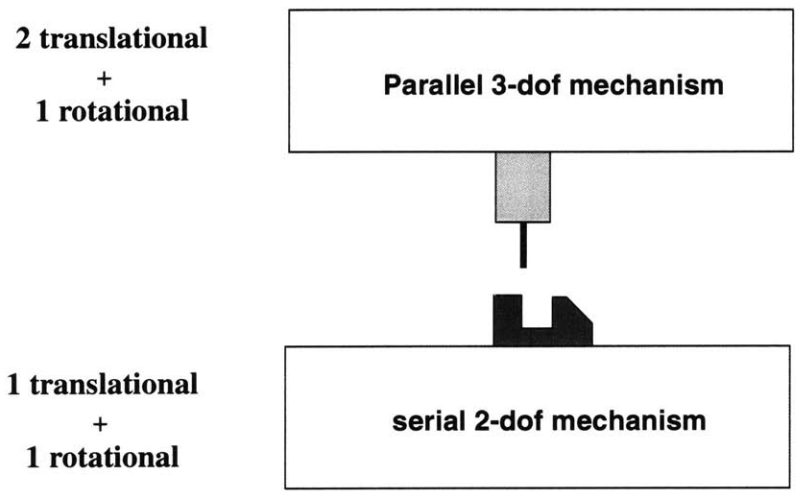 2 translational
+
1 rotational
Parallel 3-dof mechanism
1 translational
+
1 rotational
serial 2-dof mechanism